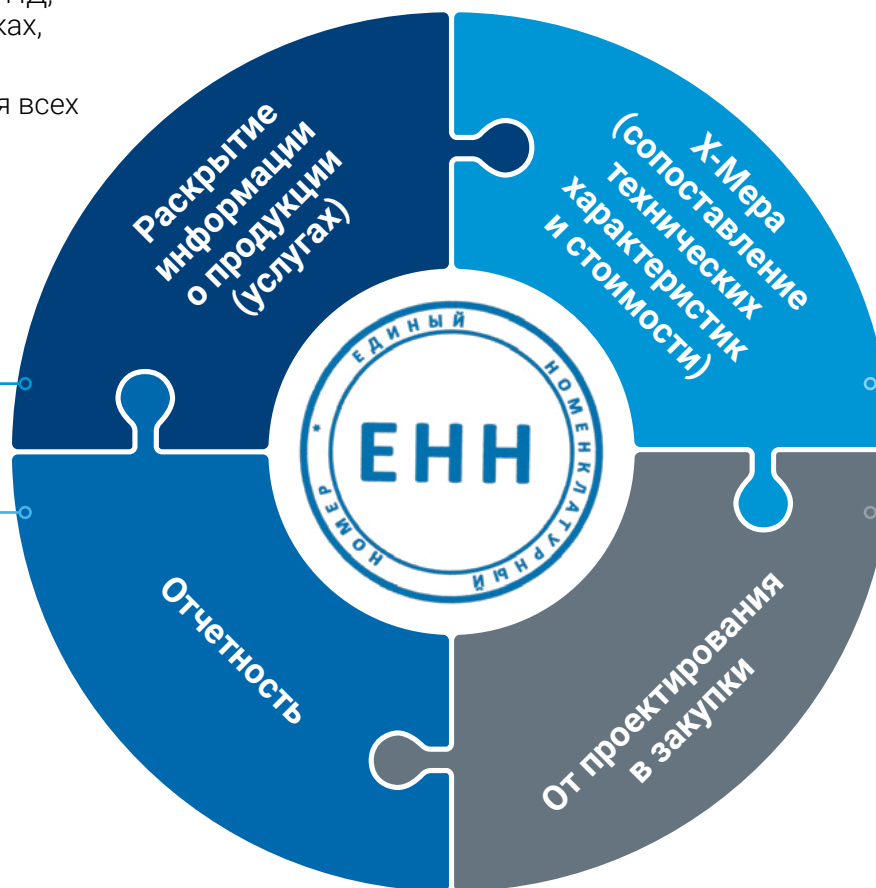 ках,
я всех
Раскрытие
информации
о продукции
(услугах)
Х-Мера
(сопоставление
технических
характеристик
и стоимости)
ЕДИНЫЙ НОМЕНКЛАТУРНЫЙ НОМЕР *
ЕНН
Отчетность
От проектирования
в закупки